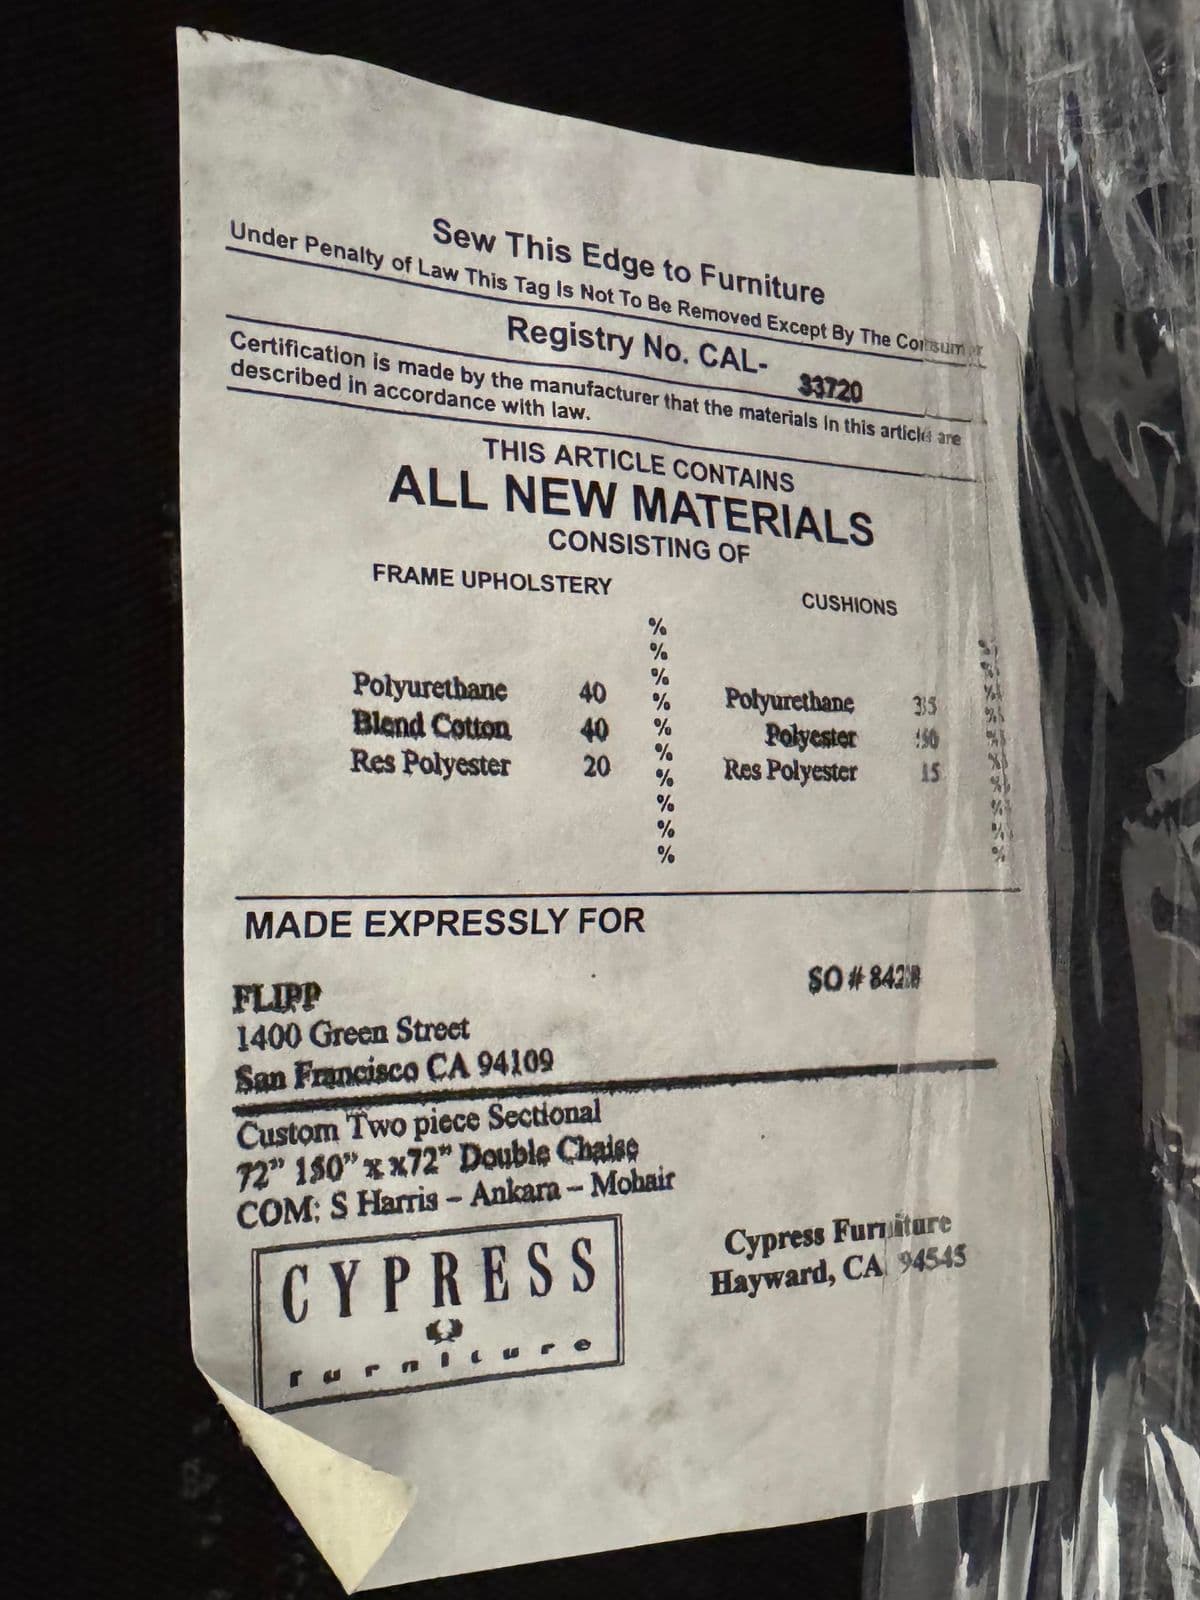 Sew This Edge to Furniture
Under Penalty of Law This Tag Is Not To Be Removed Except By The Consumer
Registry No. CAL- 33720
Certification is made by the manufacturer that the materials in this article are
described in accordance with law.
THIS ARTICLE CONTAINS
ALL NEW MATERIALS
CONSISTING OF
FRAME UPHOLSTERY CUSHIONS
%
%
%
Polyurethane 40 % Polyurethane 35 %
Blend Cotton 40 % Polyester %
Res Polyester 20 % Res Polyester 15 %
%
%
%
%
MADE EXPRESSLY FOR
FLIPP SO # 8428
1400 Green Street
San Francisco CA 94109
Custom Two piece Sectional
72" 150" x x72" Double Chaise
COM: S Harris – Ankara – Mohair
CYPRESS
furniture
Cypress Furniture
Hayward, CA 94545